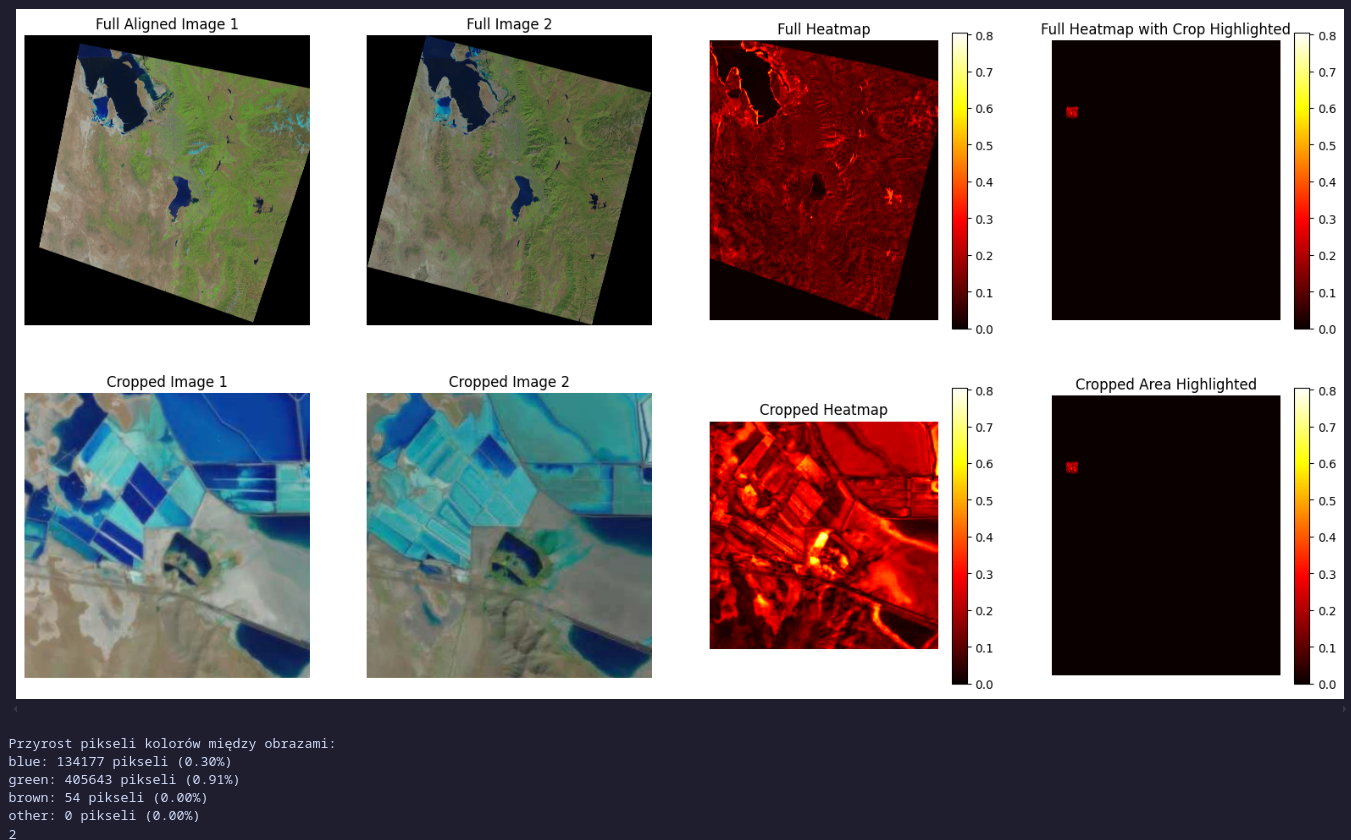 Full Aligned Image 1
Full Image 2
Full Heatmap
Full Heatmap with Crop Highlighted
0.8
0.7
0.6
0.5
0.4
0.3
0.2
0.1
0.0
0.8
0.7
0.6
0.5
0.4
0.3
0.2
0.1
0.0
Cropped Image 1
Cropped Image 2
Cropped Heatmap
Cropped Area Highlighted
0.8
0.7
0.6
0.5
0.4
0.3
0.2
0.1
0.0
0.8
0.7
0.6
0.5
0.4
0.3
0.2
0.1
0.0
Przyrost pikseli kolorów między obrazami:
blue: 134177 pikseli (0.30%)
green: 405643 pikseli (0.91%)
brown: 54 pikseli (0.00%)
other: 0 pikseli (0.00%)
2